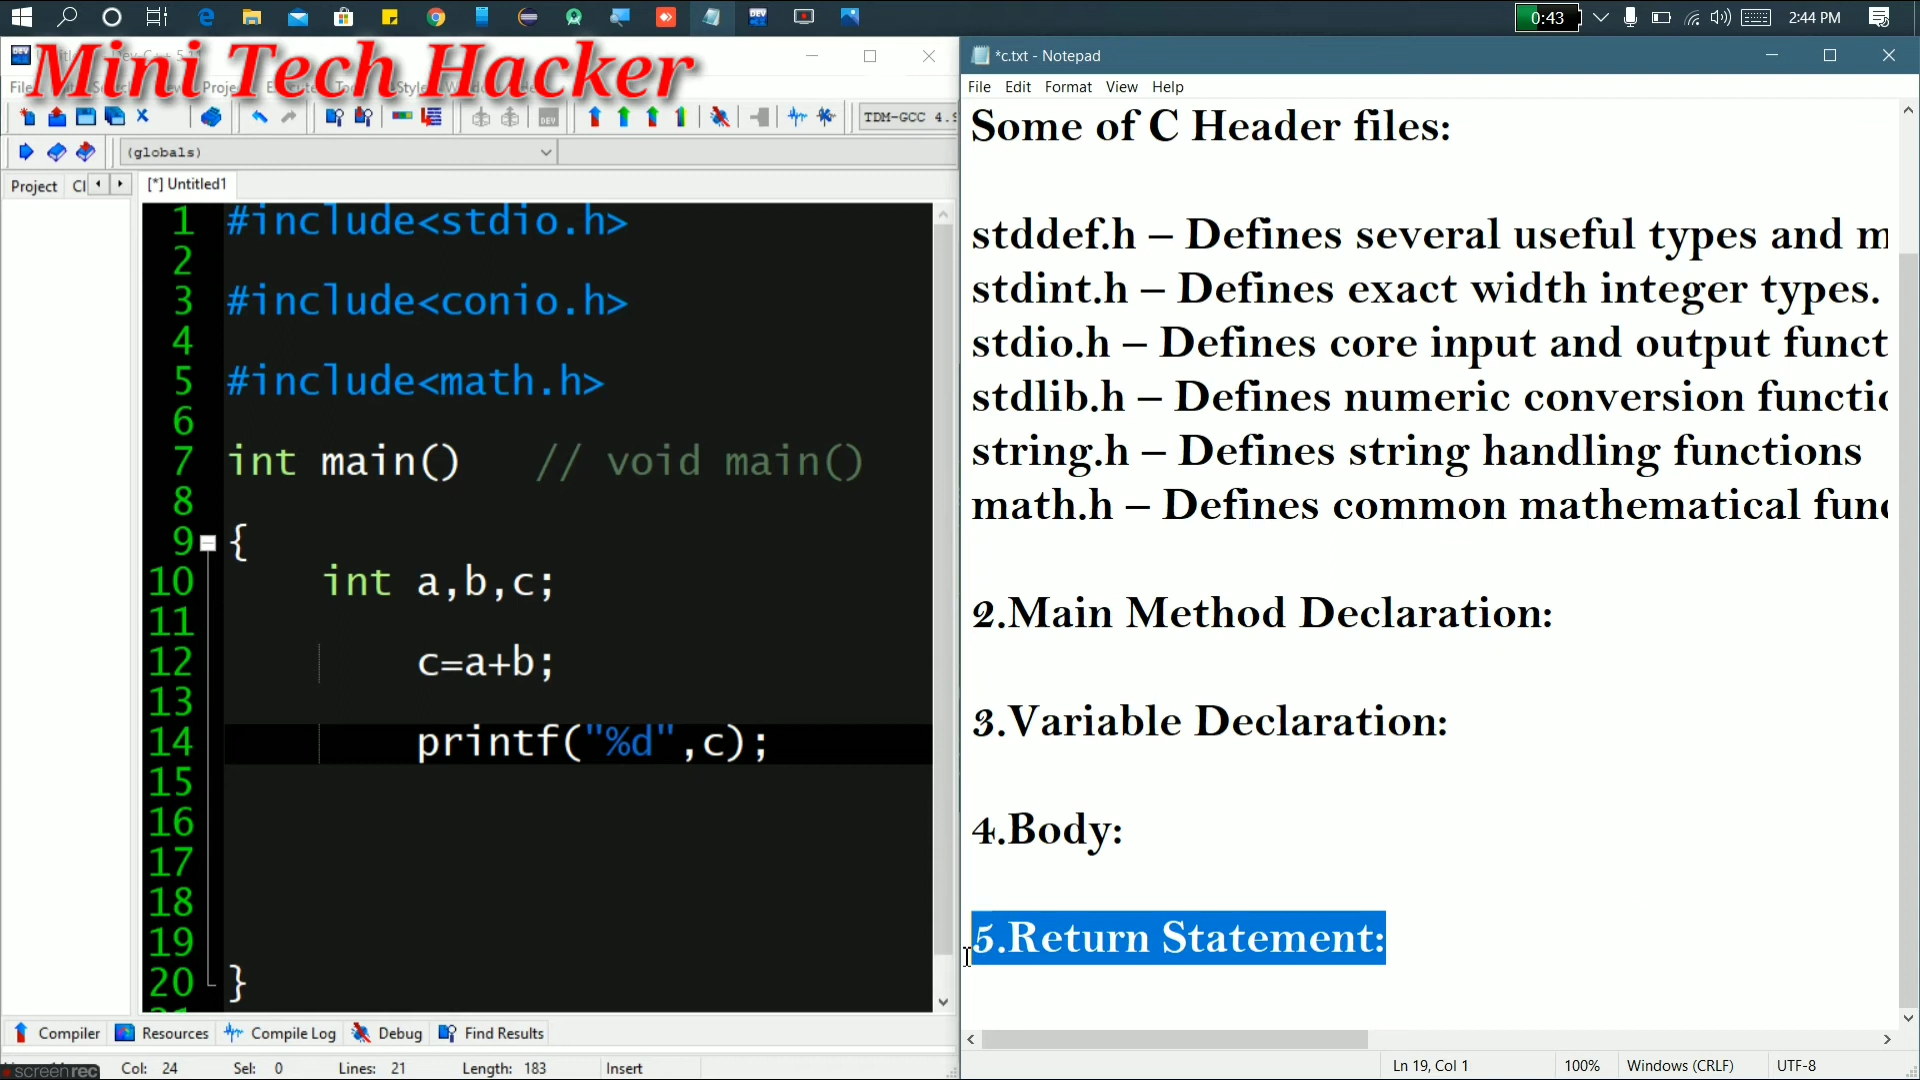 0:43
2:44 PM
Mini Tech Hacker
*c.txt - Notepad
File Edit Format View Help
TDM-GCC 4.9
(globals)
Project Cl
[*] Untitled1
1 #include<stdio.h>
2
3 #include<conio.h>
4
5 #include<math.h>
6
7 int main() // void main()
8
9 {
10 int a,b,c;
11
12 c=a+b;
13
14 printf("%d",c);
15
16
17
18
19
20 }
Compiler Resources Compile Log Debug Find Results
screenrec Col: 24 Sel: 0 Lines: 21 Length: 183 Insert
Some of C Header files:
stddef.h – Defines several useful types and m
stdint.h – Defines exact width integer types.
stdio.h – Defines core input and output funct
stdlib.h – Defines numeric conversion functio
string.h – Defines string handling functions
math.h – Defines common mathematical func
2.Main Method Declaration:
3.Variable Declaration:
4.Body:
5.Return Statement:
Ln 19, Col 1 100% Windows (CRLF) UTF-8